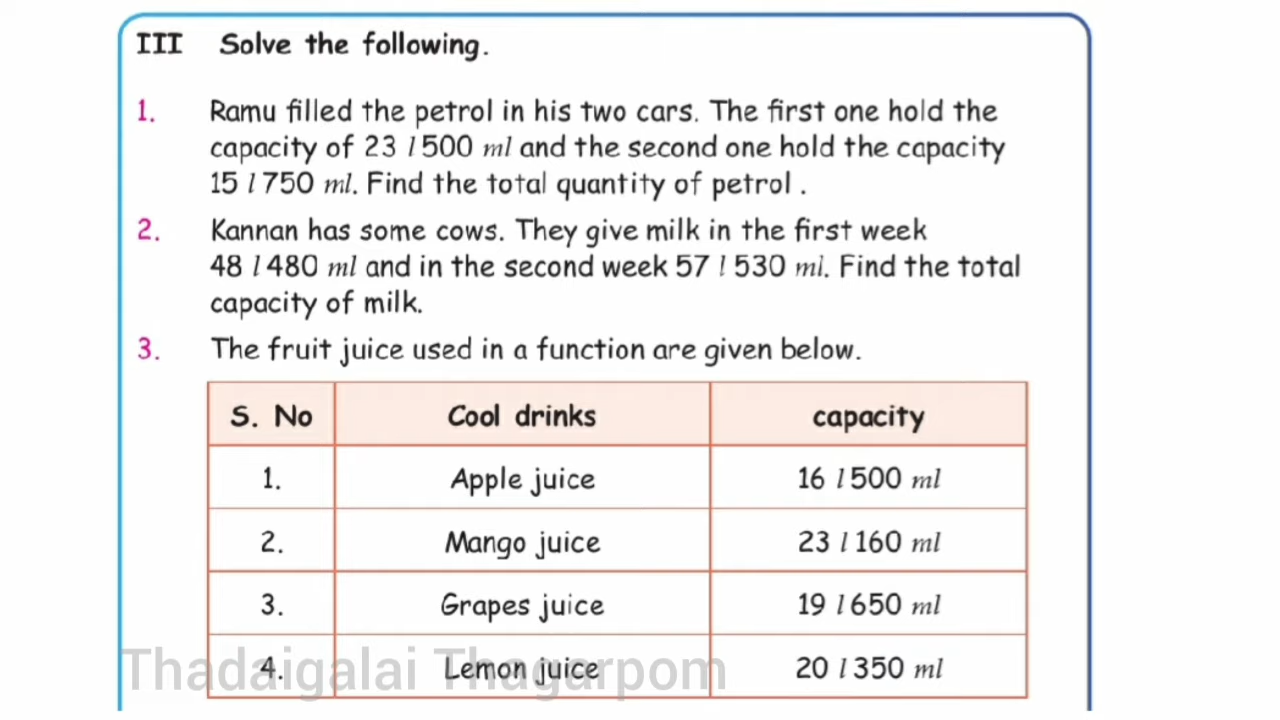 III Solve the following.
1. Ramu filled the petrol in his two cars. The first one hold the
capacity of 23 l 500 ml and the second one hold the capacity
15 l 750 ml. Find the total quantity of petrol .
2. Kannan has some cows. They give milk in the first week
48 l 480 ml and in the second week 57 l 530 ml. Find the total
capacity of milk.
3. The fruit juice used in a function are given below.
S. No Cool drinks capacity
1. Apple juice 16 l 500 ml
2. Mango juice 23 l 160 ml
3. Grapes juice 19 l 650 ml
4. Lemon juice 20 l 350 ml
Thadaigalai Thagarpom